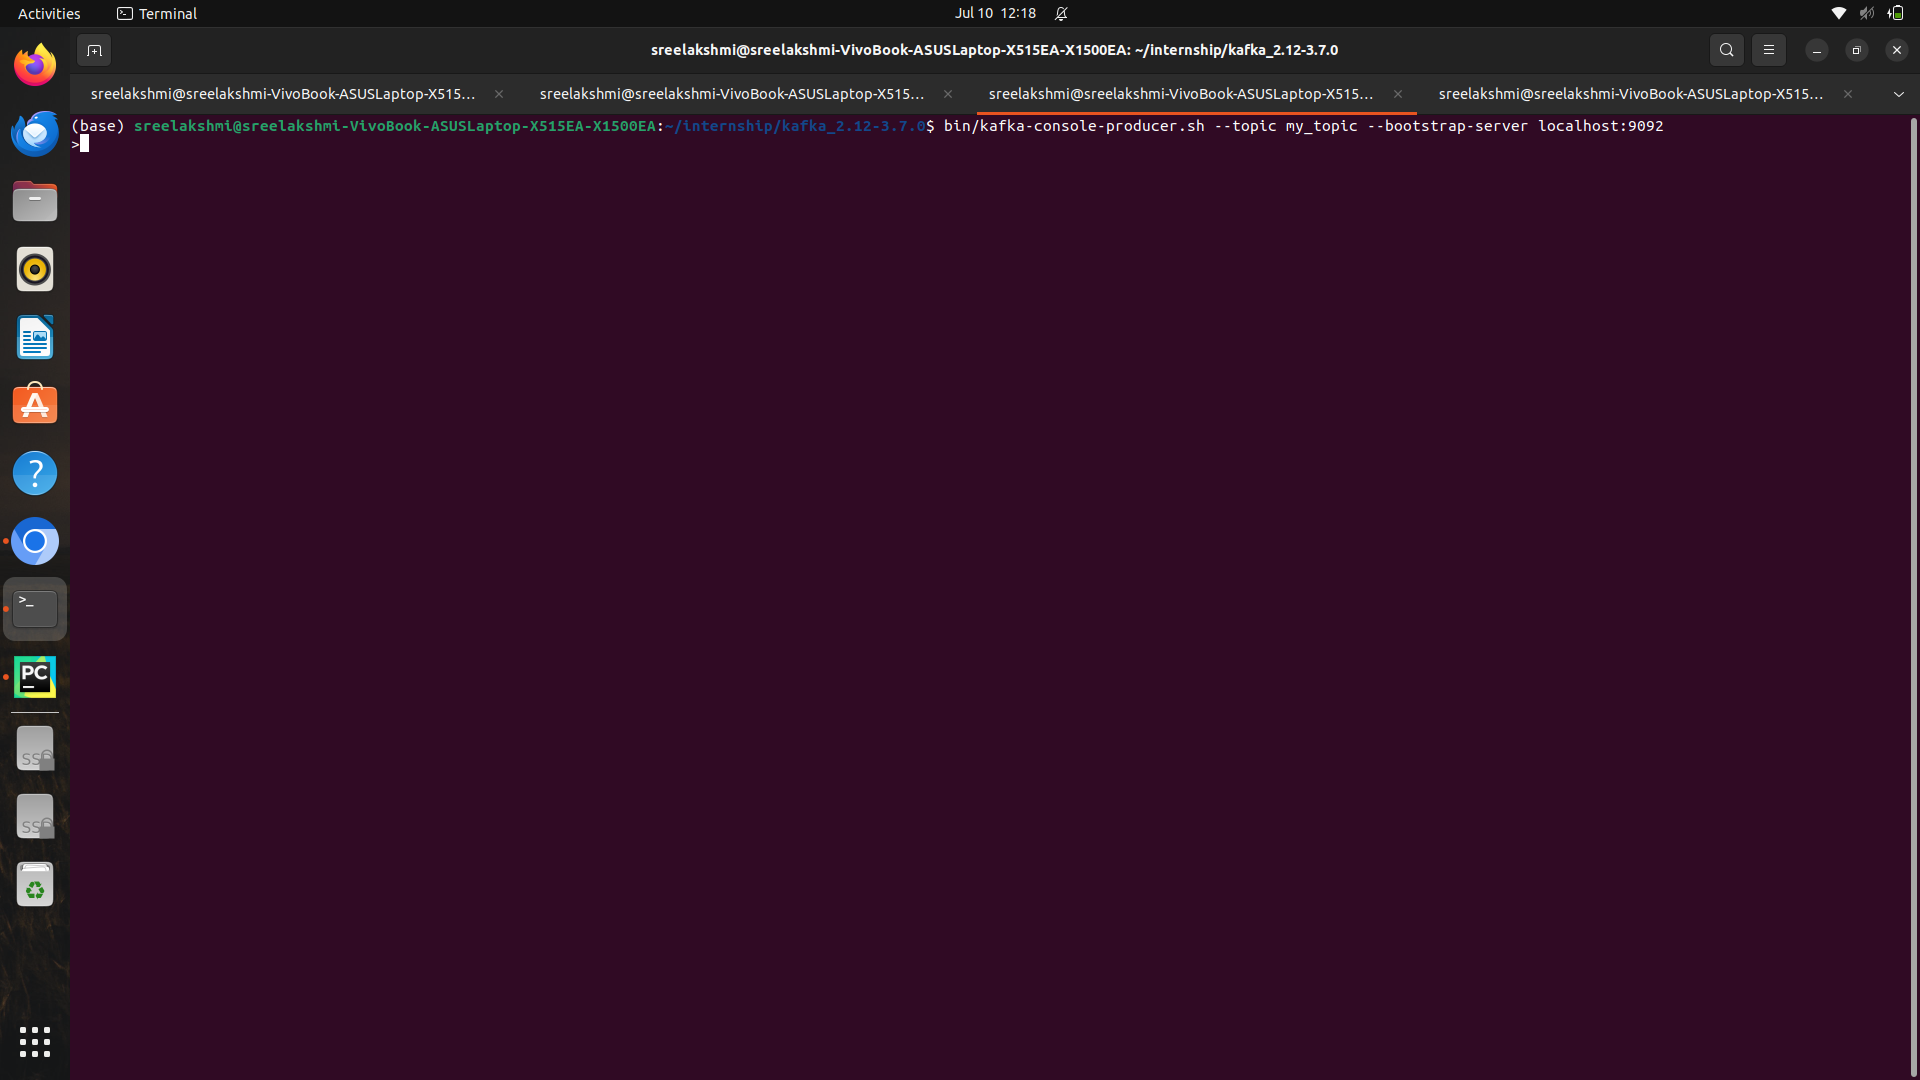 Activities
Terminal
Jul 10 12:18
sreelakshmi@sreelakshmi-VivoBook-ASUSLaptop-X515EA-X1500EA: ~/internship/kafka_2.12-3.7.0
sreelakshmi@sreelakshmi-VivoBook-ASUSLaptop-X515...
sreelakshmi@sreelakshmi-VivoBook-ASUSLaptop-X515...
sreelakshmi@sreelakshmi-VivoBook-ASUSLaptop-X515...
sreelakshmi@sreelakshmi-VivoBook-ASUSLaptop-X515...
(base) sreelakshmi@sreelakshmi-VivoBook-ASUSLaptop-X515EA-X1500EA:~/internship/kafka_2.12-3.7.0$ bin/kafka-console-producer.sh --topic my_topic --bootstrap-server localhost:9092
>
?
>_
PC